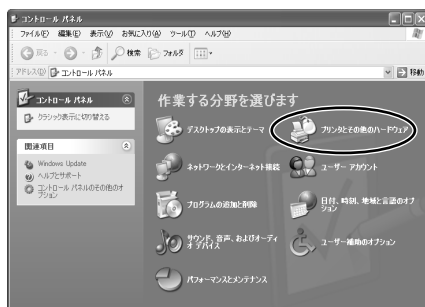 コントロール パネル
ファイル(F) 編集(E) 表示(V) お気に入り(A) ツール(T) ヘルプ(H)
戻る 検索 フォルダ
アドレス(D) コントロール パネル 移動
コントロール パネル
クラシック表示に切り替える
関連項目
Windows Update
ヘルプとサポート
コントロール パネルのその他のオプション
作業する分野を選びます
デスクトップの表示とテーマ
プリンタとその他のハードウェア
ネットワークとインターネット接続
ユーザー アカウント
プログラムの追加と削除
日付、時刻、地域と言語のオプ
ション
サウンド、音声、およびオーディ
オ デバイス
ユーザー補助のオプション
パフォーマンスとメンテナンス